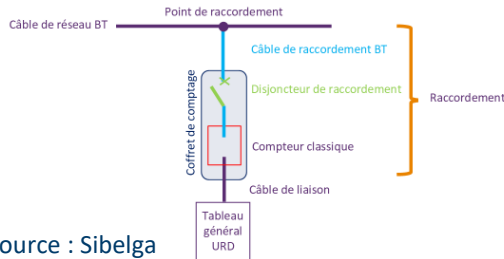 Point de raccordement
Câble de réseau BT
Câble de raccordement BT
Disjoncteur de raccordement
Raccordement
Coffret de comptage
Compteur classique
Câble de liaison
Tableau
général
URD
ource : Sibelga